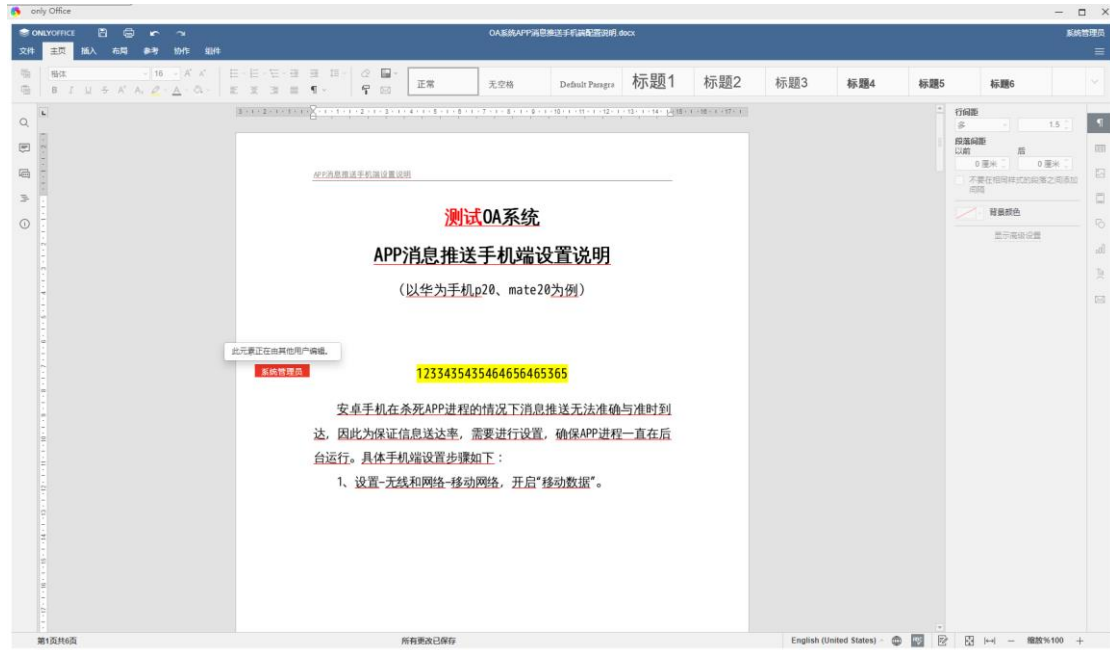 only Office
ONLYOFFICE
OA系统APP消息推送手机端配置说明.docx
系统管理员
文件 主页 插入 布局 参考 协作 组件
楷体 16
正常 无空格 Default Paragra 标题1 标题2 标题3 标题4 标题5 标题6
行间距
多 1.5
段落间距
以前 后
0 厘米 0 厘米
不要在相同样式的段落之间添加
间隔
背景颜色
显示高级设置
APP消息推送手机端设置说明
测试OA系统
APP消息推送手机端设置说明
（以华为手机p20、mate20为例）
此元素正在由其他用户编辑。
系统管理员
1233435435464656465365
安卓手机在杀死APP进程的情况下消息推送无法准确与准时到
达，因此为保证信息送达率，需要进行设置，确保APP进程一直在后
台运行。具体手机端设置步骤如下：
1、设置-无线和网络-移动网络，开启“移动数据”。
第1页共6页
所有更改已保存
English (United States)
缩放%100